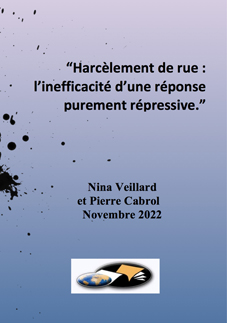 “Harcèlement de rue :
l’inefficacité d’une réponse
purement répressive.”
Nina Veillard
et Pierre Cabrol
Novembre 2022